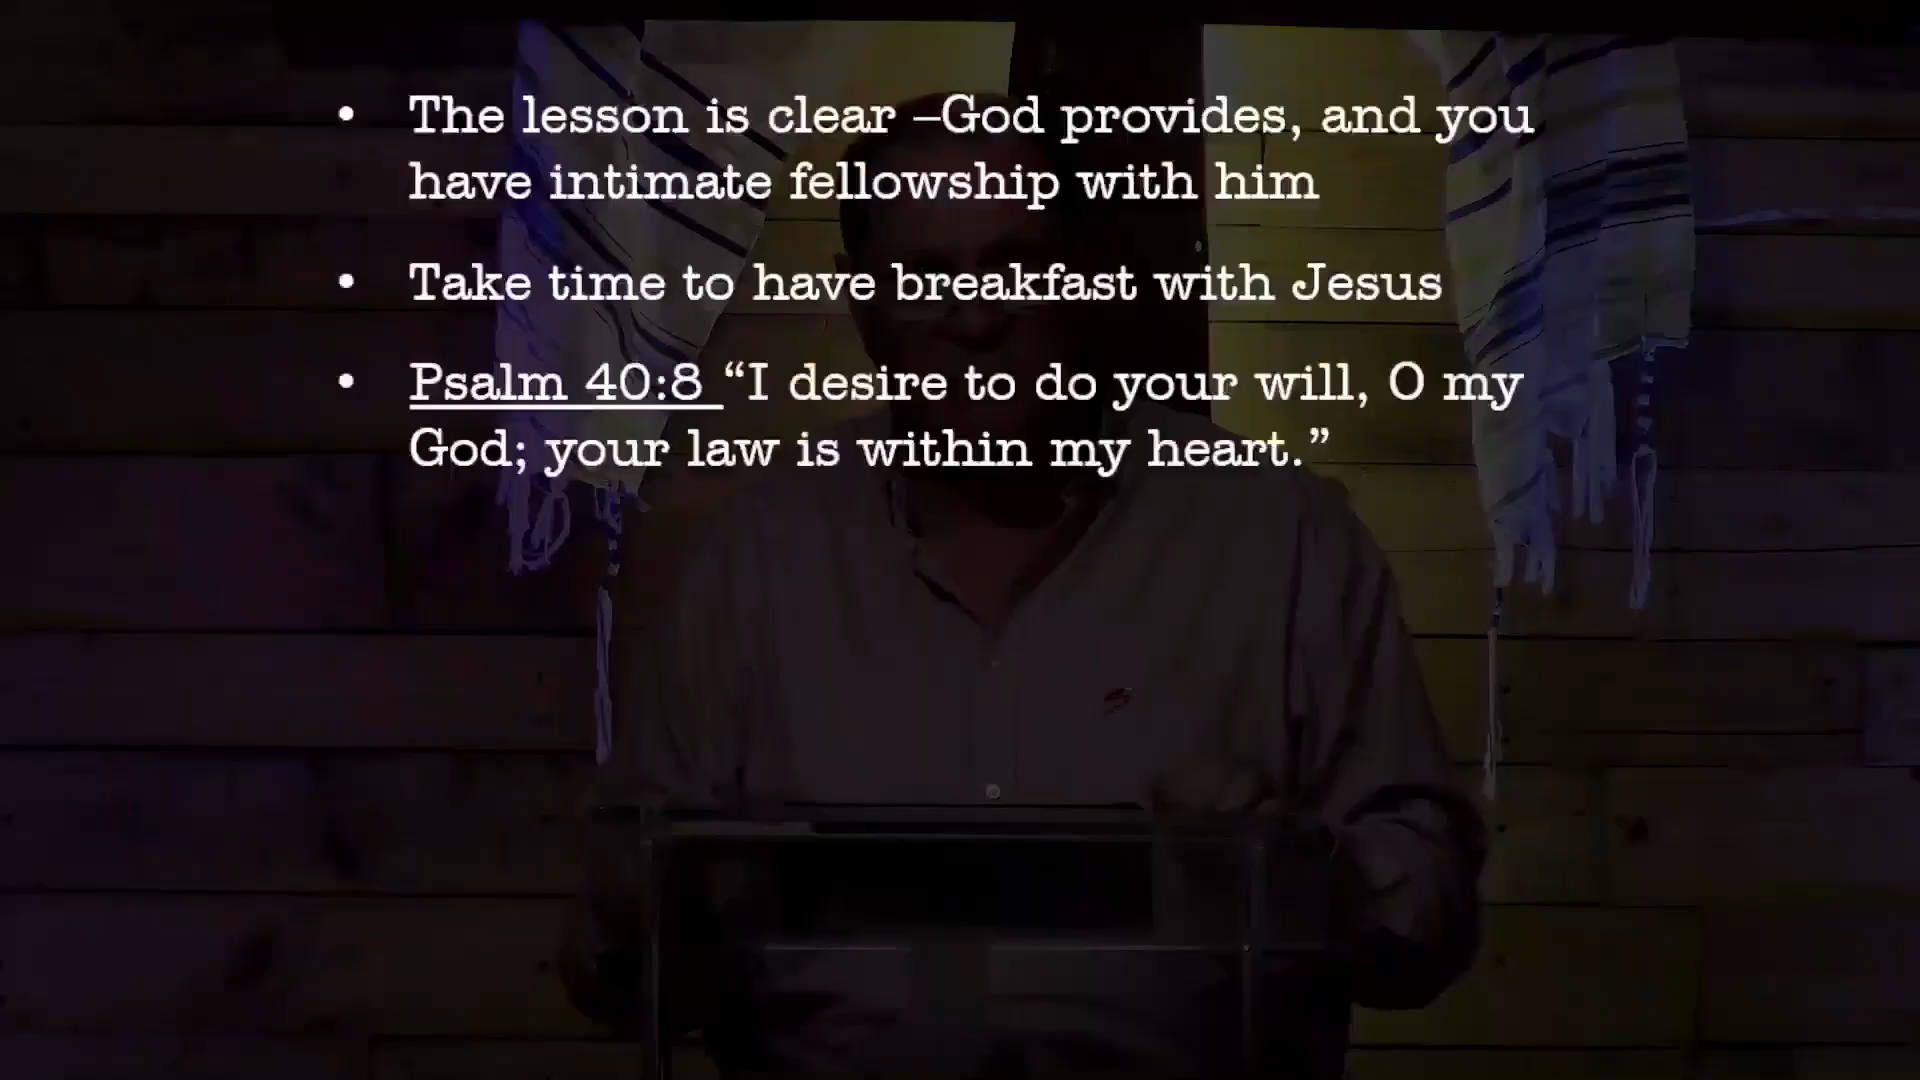 • The lesson is clear –God provides, and you
have intimate fellowship with him
• Take time to have breakfast with Jesus
• Psalm 40:8 “I desire to do your will, O my
God; your law is within my heart.”